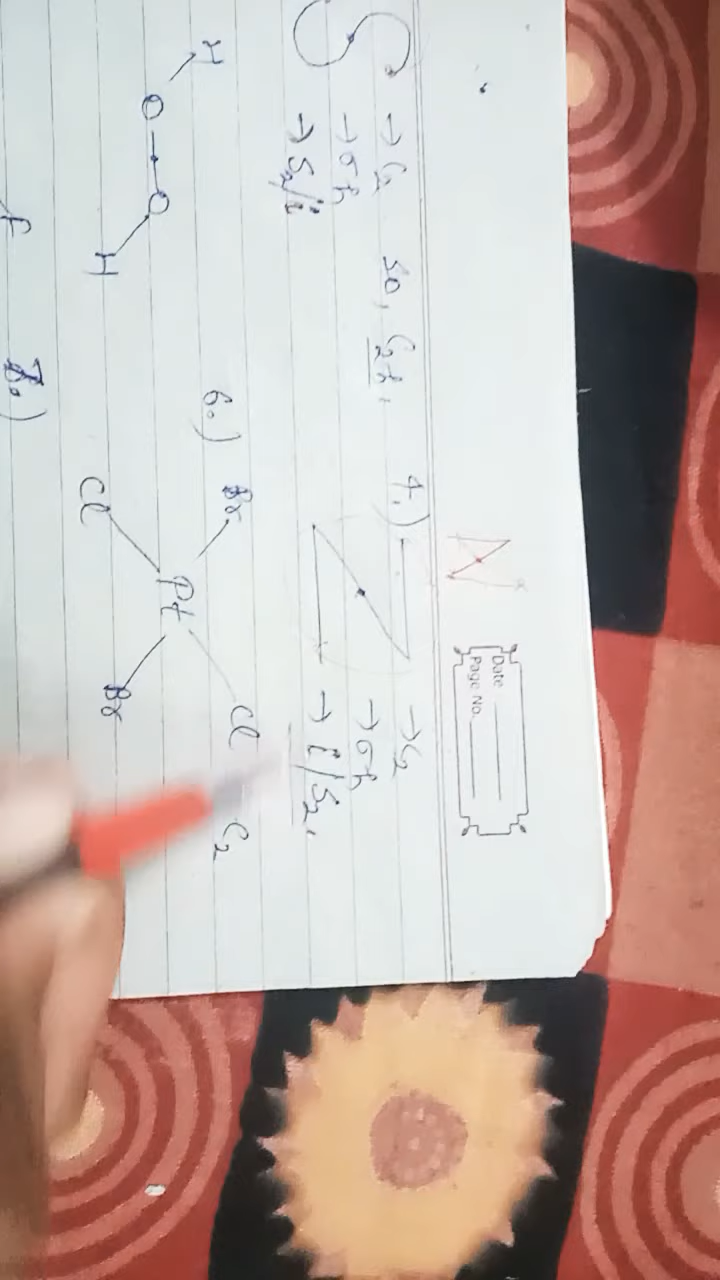 Date
Page No.
→ C₂
→ σh
→ S₂/i
so, C₂h,
4.)
→ C₂
→ σh
→ i/S₂,
H
O — O
H
6.)
Br
Cl
C₂
Pt
Cl
Br
f